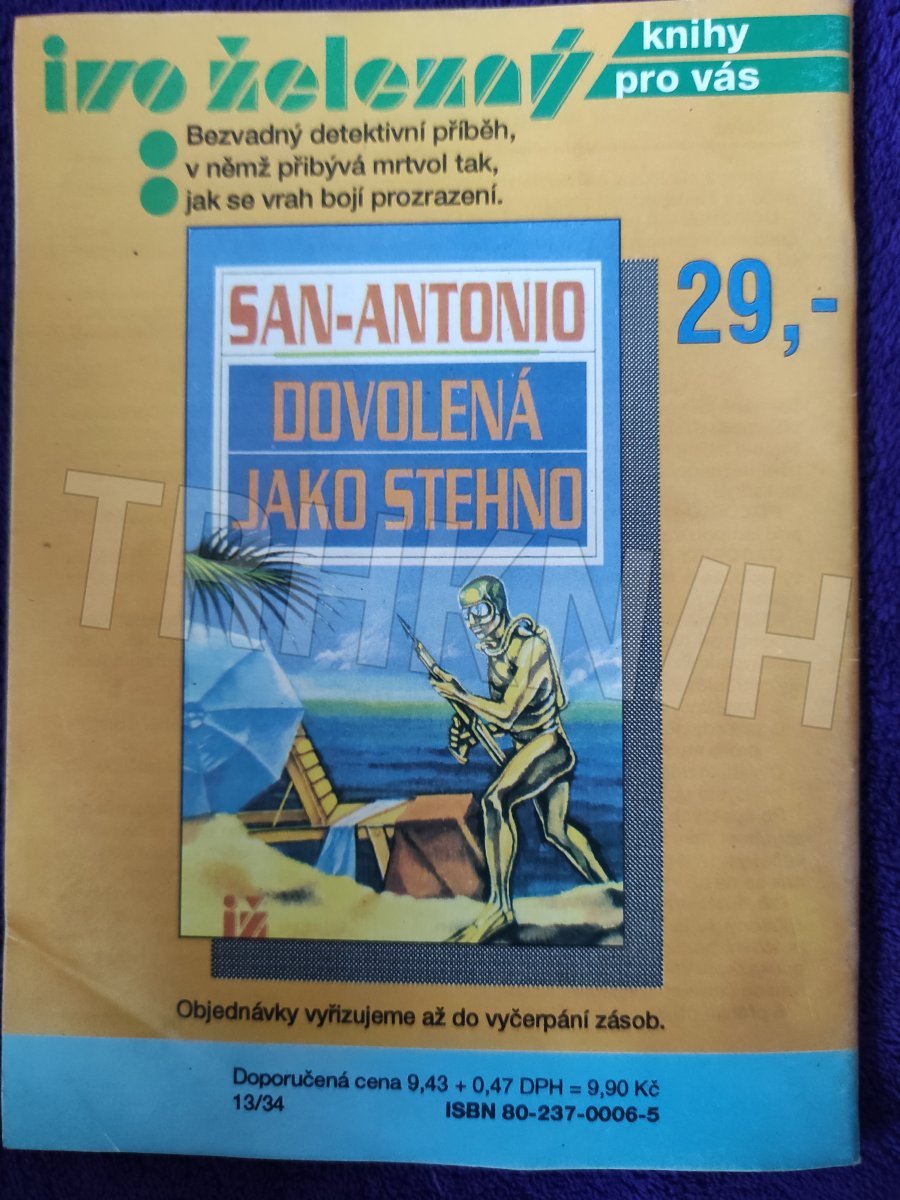 ivo železný
knihy
pro vás
Bezvadný detektivní příběh,
v němž přibývá mrtvol tak,
jak se vrah bojí prozrazení.
29,-
SAN-ANTONIO
DOVOLENÁ
JAKO STEHNO
TRHKNIH
iž
Objednávky vyřizujeme až do vyčerpání zásob.
Doporučená cena 9,43 + 0,47 DPH = 9,90 Kč
13/34
ISBN 80-237-0006-5